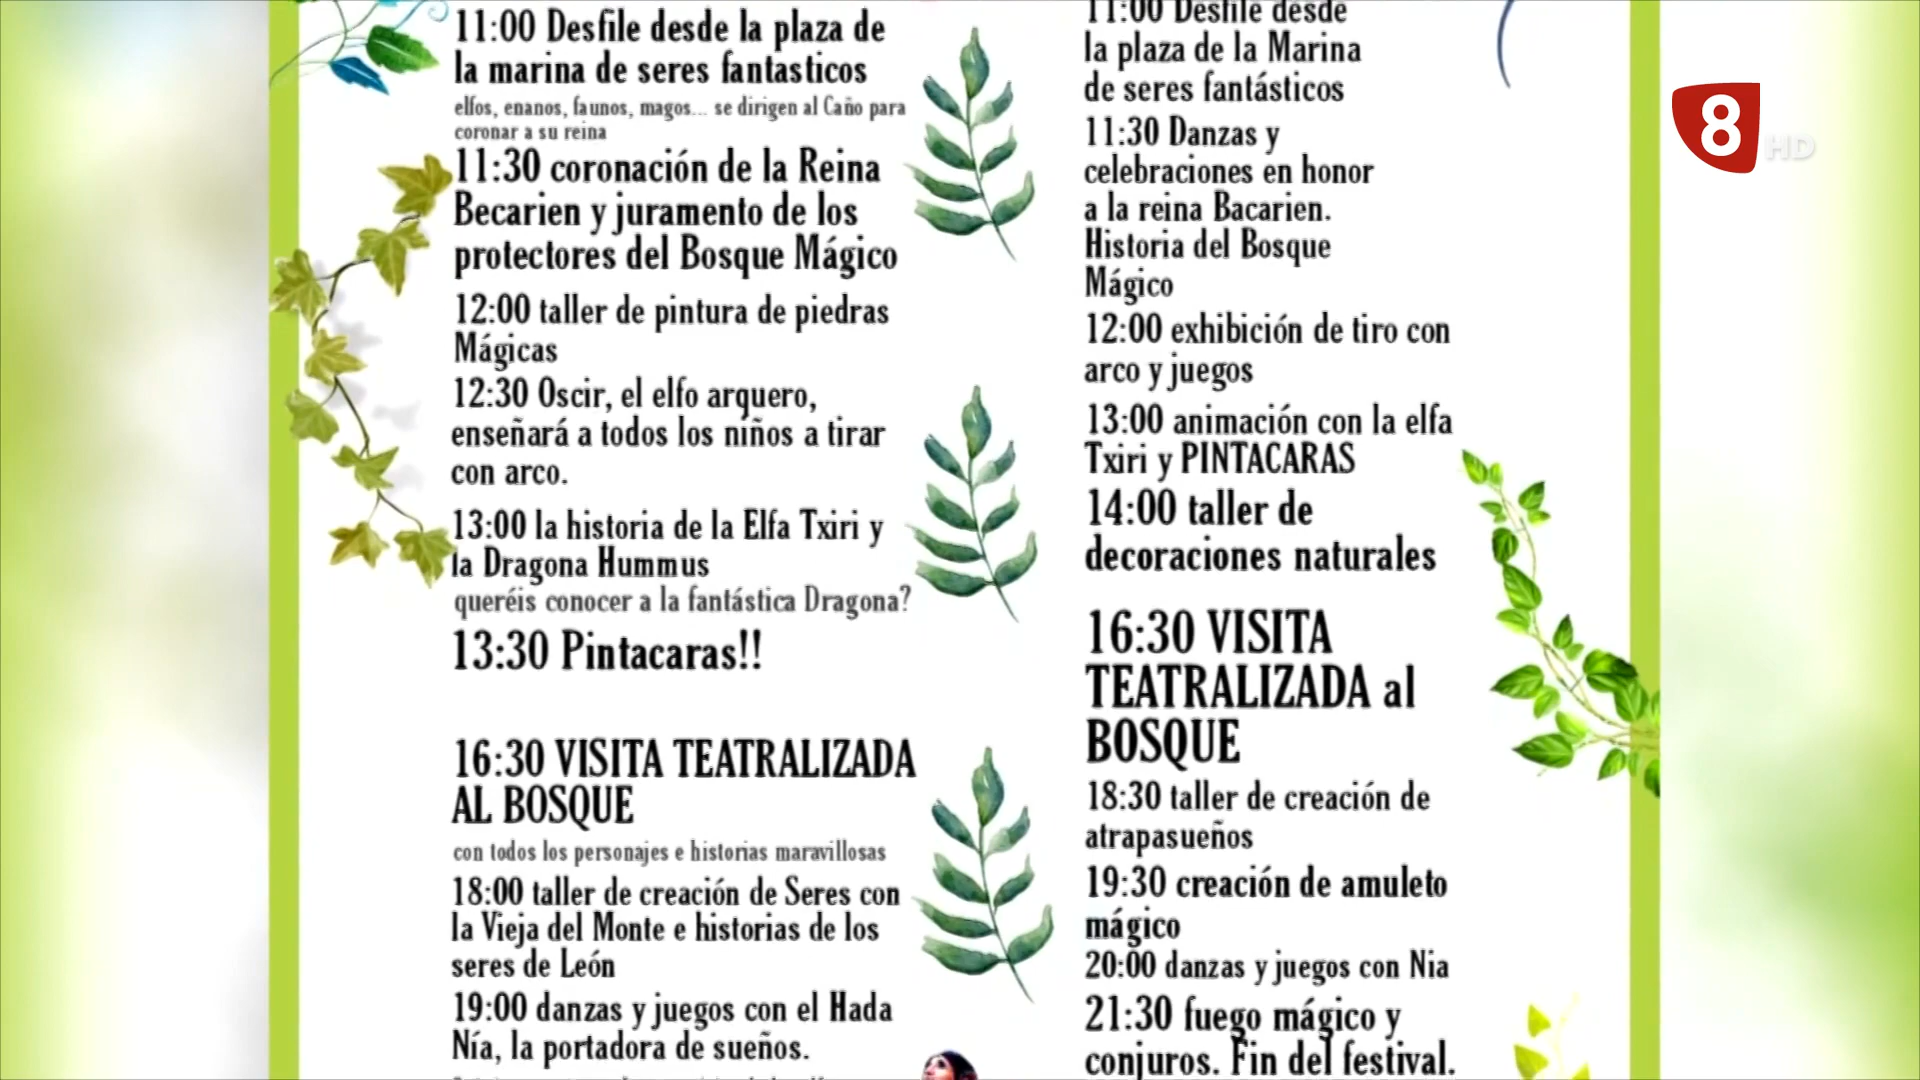 11:00 Desfile desde la plaza de
la marina de seres fantasticos
elfos, enanos, faunos, magos... se dirigen al Caño para
coronar a su reina
11:30 coronación de la Reina
Becarien y juramento de los
protectores del Bosque Mágico
12:00 taller de pintura de piedras
Mágicas
12:30 Oscir, el elfo arquero,
enseñará a todos los niños a tirar
con arco.
13:00 la historia de la Elfa Txiri y
la Dragona Hummus
queréis conocer a la fantástica Dragona?
13:30 Pintacaras!!
16:30 VISITA TEATRALIZADA
AL BOSQUE
con todos los personajes e historias maravillosas
18:00 taller de creación de Seres con
la Vieja del Monte e historias de los
seres de León
19:00 danzas y juegos con el Hada
Nía, la portadora de sueños.
11:00 Desfile desde
la plaza de la Marina
de seres fantásticos
11:30 Danzas y
celebraciones en honor
a la reina Bacarien.
Historia del Bosque
Mágico
12:00 exhibición de tiro con
arco y juegos
13:00 animación con la elfa
Txiri y PINTACARAS
14:00 taller de
decoraciones naturales
16:30 VISITA
TEATRALIZADA al
BOSQUE
18:30 taller de creación de
atrapasueños
19:30 creación de amuleto
mágico
20:00 danzas y juegos con Nia
21:30 fuego mágico y
conjuros. Fin del festival.
8 HD